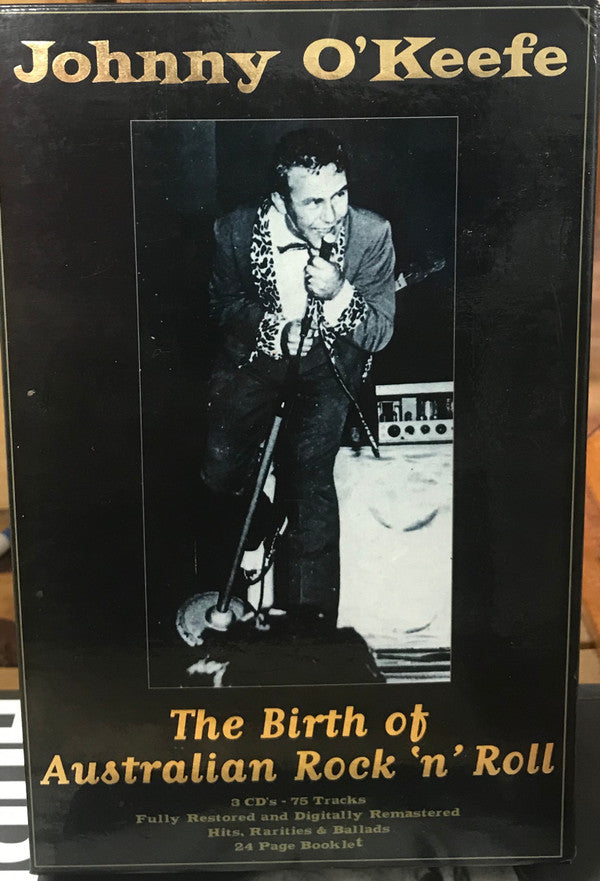 Johnny O'Keefe
The Birth of
Australian Rock 'n' Roll
3 CD's - 75 Tracks
Fully Restored and Digitally Remastered
Hits, Rarities & Ballads
24 Page Booklet